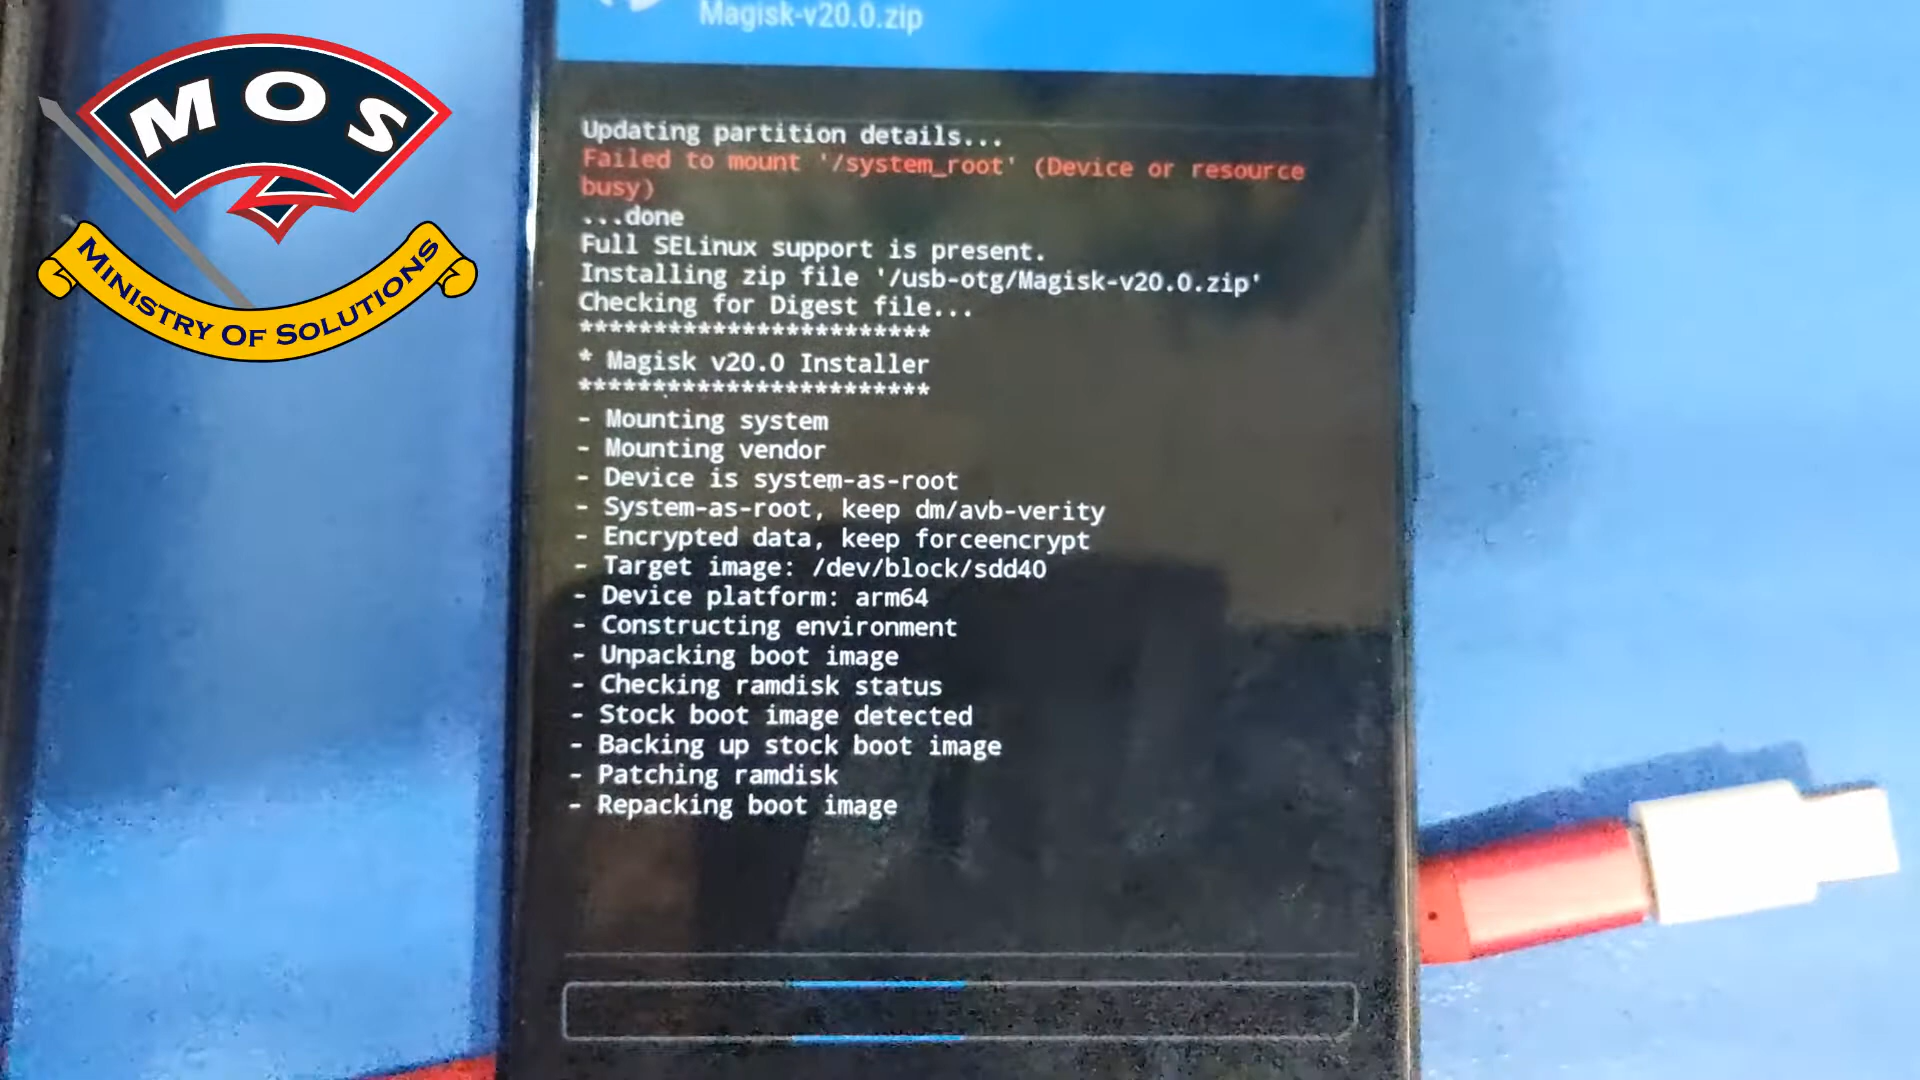 MOS
MINISTRY OF SOLUTIONS
Magisk-v20.0.zip
Updating partition details...
Failed to mount '/system_root' (Device or resource
busy)
...done
Full SELinux support is present.
Installing zip file '/usb-otg/Magisk-v20.0.zip'
Checking for Digest file...
************************
* Magisk v20.0 Installer
************************
- Mounting system
- Mounting vendor
- Device is system-as-root
- System-as-root, keep dm/avb-verity
- Encrypted data, keep forceencrypt
- Target image: /dev/block/sdd40
- Device platform: arm64
- Constructing environment
- Unpacking boot image
- Checking ramdisk status
- Stock boot image detected
- Backing up stock boot image
- Patching ramdisk
- Repacking boot image